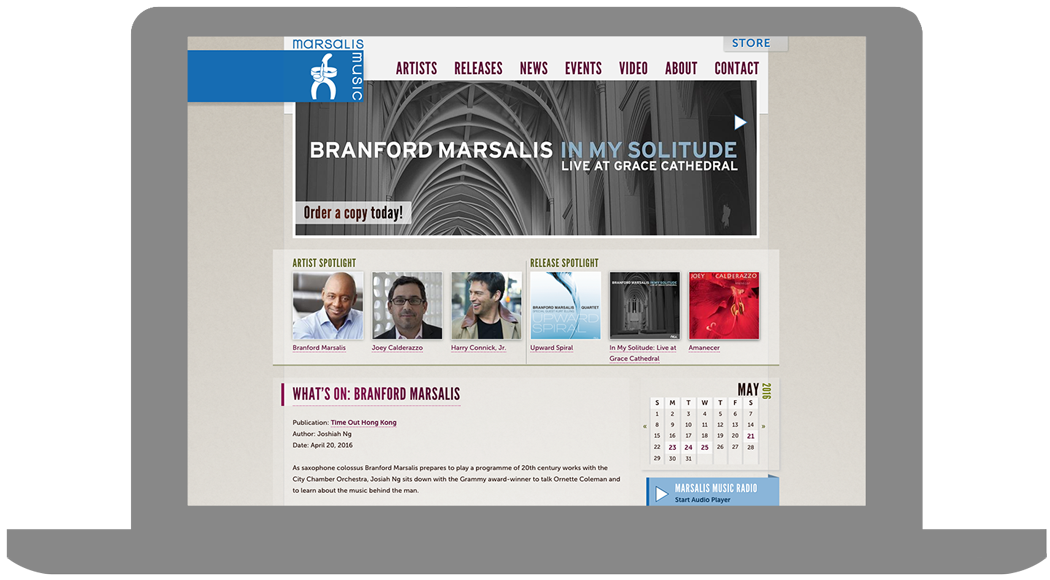 marsalis
music
STORE
ARTISTS RELEASES NEWS EVENTS VIDEO ABOUT CONTACT
BRANFORD MARSALIS IN MY SOLITUDE
LIVE AT GRACE CATHEDRAL
Order a copy today!
ARTIST SPOTLIGHT
RELEASE SPOTLIGHT
BRANFORD MARSALIS QUARTET
UPWARD
SPIRAL
BRANFORD MARSALIS IN MY SOLITUDE
JOEY CALDERAZZO
Branford Marsalis
Joey Calderazzo
Harry Connick, Jr.
Upward Spiral
In My Solitude: Live at
Grace Cathedral
Amanecer
WHAT'S ON: BRANFORD MARSALIS
Publication: Time Out Hong Kong
Author: Joshiah Ng
Date: April 20, 2016
As saxophone colossus Branford Marsalis prepares to play a programme of 20th century works with the
City Chamber Orchestra, Josiah Ng sits down with the Grammy award-winner to talk Ornette Coleman and
to learn about the music behind the man.
MAY 2016
S M T W T F S
1 2 3 4 5 6 7
« 8 9 10 11 12 13 14 »
15 16 17 18 19 20 21
22 23 24 25 26 27 28
29 30 31
MARSALIS MUSIC RADIO
Start Audio Player